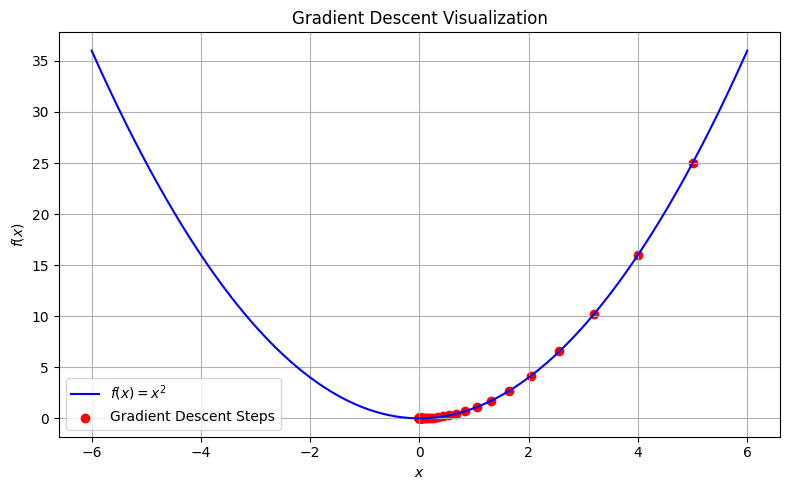 Gradient Descent Visualization
f(x)
35
30
25
20
15
10
5
0
−6 −4 −2 0 2 4 6
x
f(x) = x²
Gradient Descent Steps